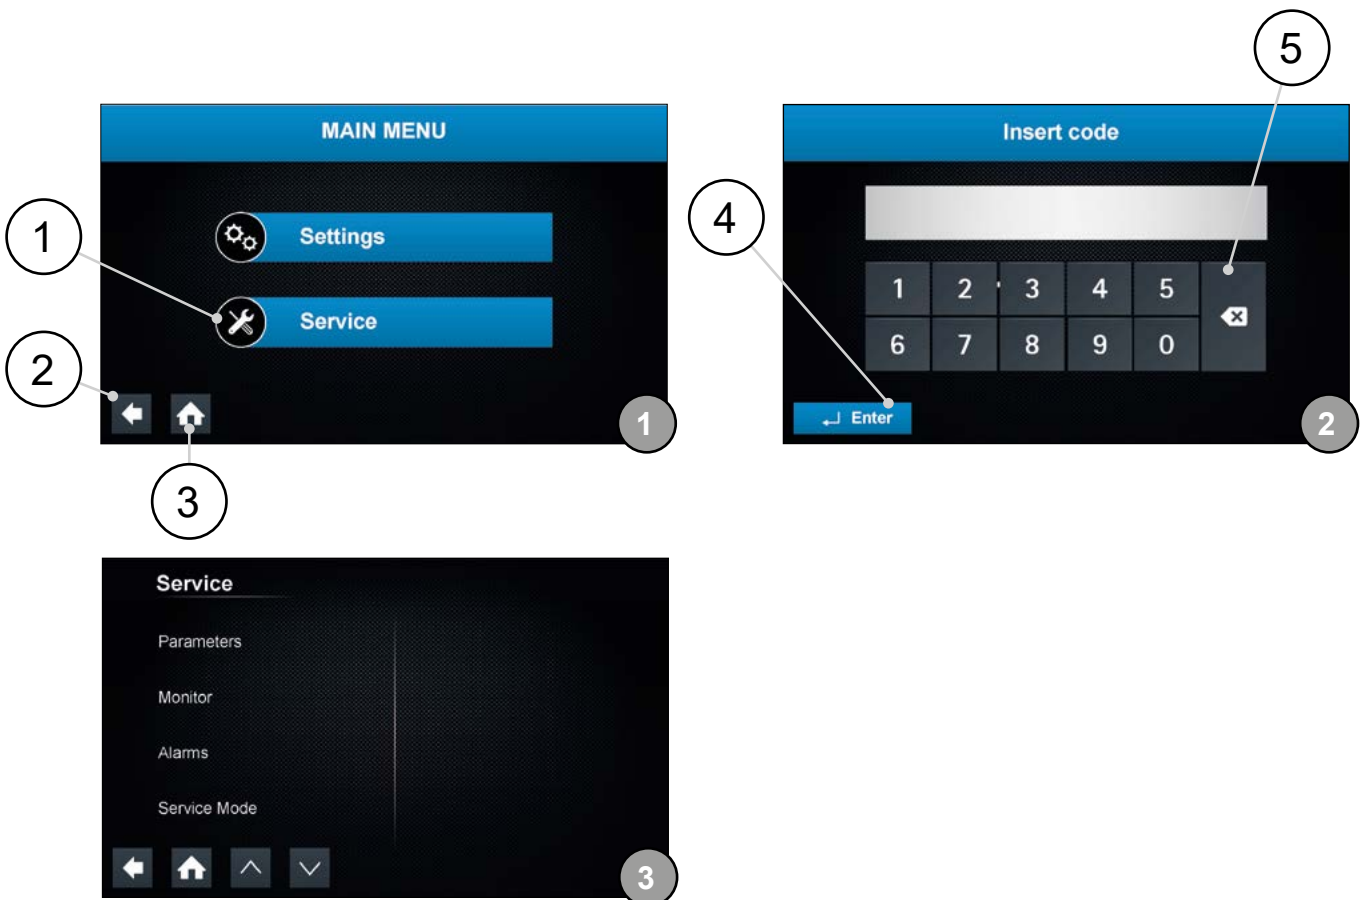 5
MAIN MENU
Insert code
4
1
Settings
1 2 3 4 5
Service
6 7 8 9 0
2
Enter
1
2
3
Service
Parameters
Monitor
Alarms
Service Mode
3